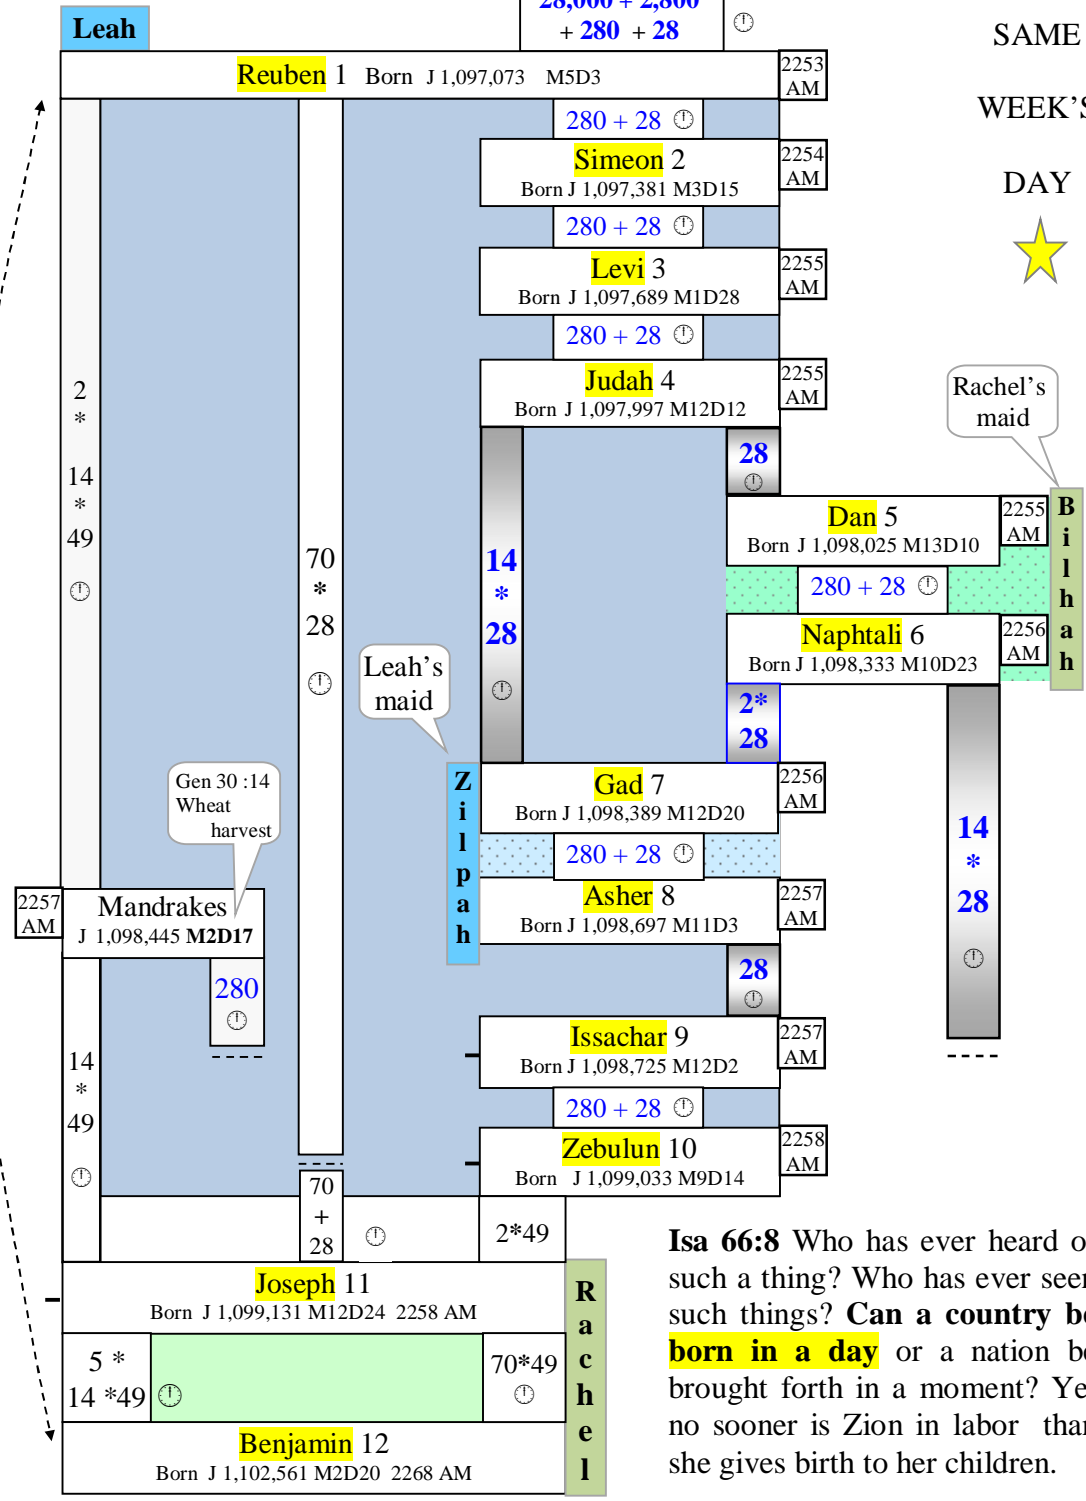 28,000 + 2,800
+ 280 + 28
Leah
SAME
WEEK'S
DAY
Reuben 1 Born J 1,097,073 M5D3
2253
AM
280 + 28
Simeon 2
Born J 1,097,381 M3D15
2254
AM
280 + 28
Levi 3
Born J 1,097,689 M1D28
2255
AM
280 + 28
Judah 4
Born J 1,097,997 M12D12
2255
AM
2
*
14
*
49
70
*
28
14
*
28
28
Rachel's
maid
Dan 5
Born J 1,098,025 M13D10
2255
AM
Bilhah
280 + 28
Naphtali 6
Born J 1,098,333 M10D23
2256
AM
Leah's
maid
2*
28
14
*
28
Zilpah
Gad 7
Born J 1,098,389 M12D20
2256
AM
Gen 30 :14
Wheat
harvest
280 + 28
Asher 8
Born J 1,098,697 M11D3
2257
AM
2257
AM
Mandrakes
J 1,098,445 M2D17
280
28
Issachar 9
Born J 1,098,725 M12D2
2257
AM
14
*
49
280 + 28
Zebulun 10
Born J 1,099,033 M9D14
2258
AM
70
+
28
2*49
Joseph 11
Born J 1,099,131 M12D24 2258 AM
Rachel
5 *
14 *49
70*49
Benjamin 12
Born J 1,102,561 M2D20 2268 AM
Isa 66:8 Who has ever heard o
such a thing? Who has ever seen
such things? Can a country be
born in a day or a nation be
brought forth in a moment? Ye
no sooner is Zion in labor than
she gives birth to her children.